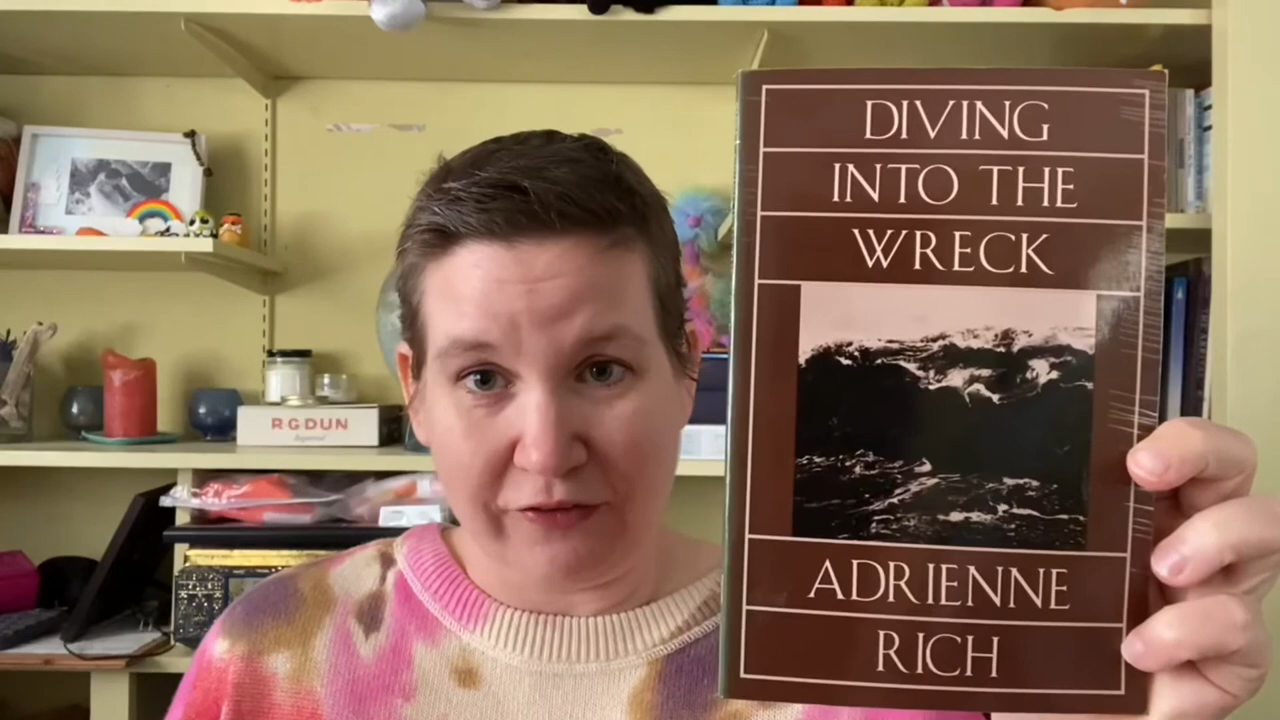 DIVING
INTO THE
WRECK
ADRIENNE
RICH
RGDUN